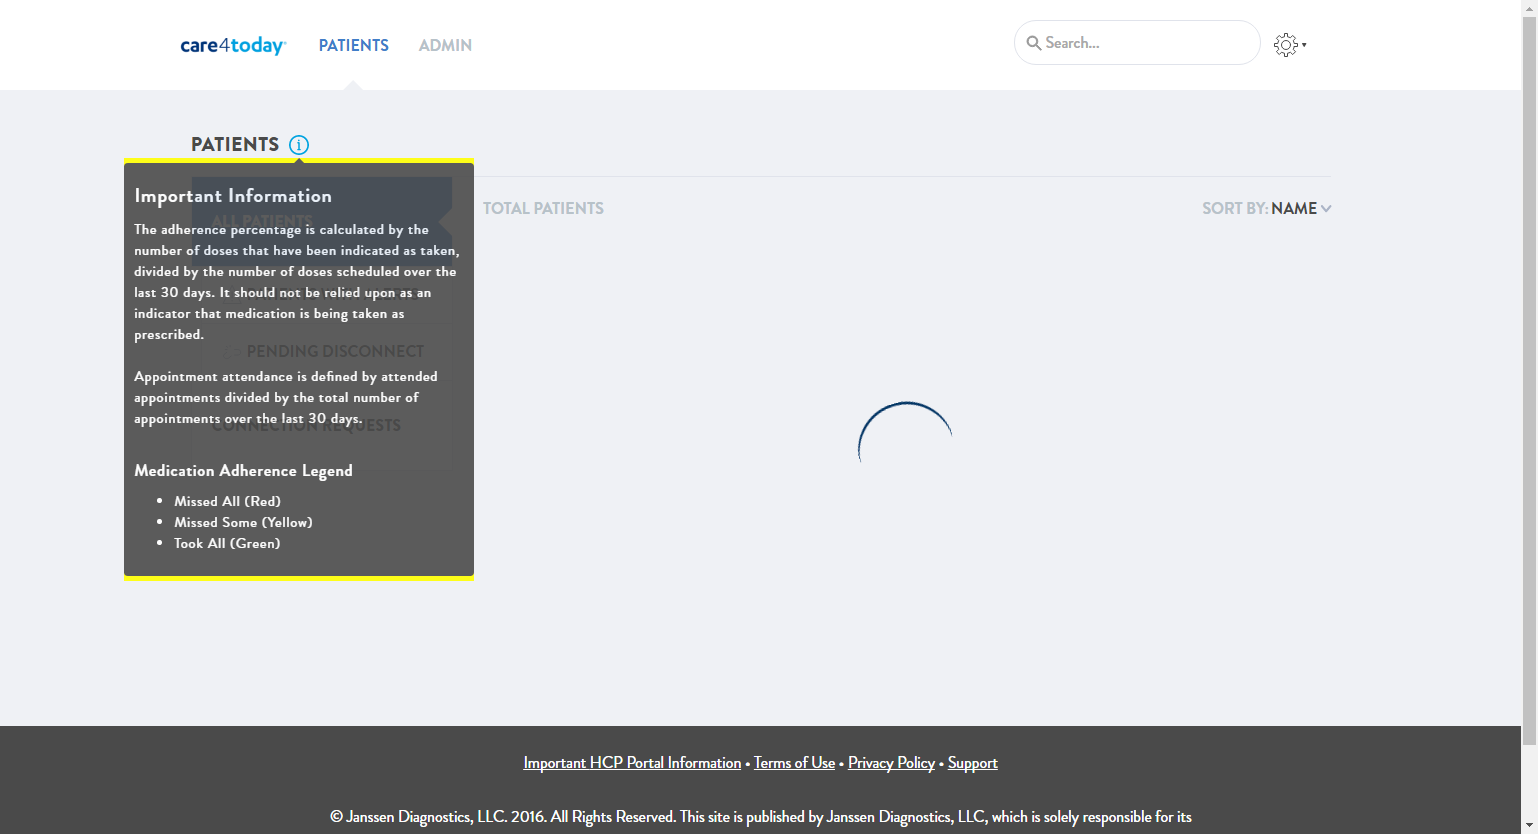 care4today
PATIENTS
ADMIN
Search...
PATIENTS
Important Information
The adherence percentage is calculated by the
number of doses that have been indicated as taken,
divided by the number of doses scheduled over the
last 30 days. It should not be relied upon as an
indicator that medication is being taken as
prescribed.
Appointment attendance is defined by attended
appointments divided by the total number of
appointments over the last 30 days.
Medication Adherence Legend
• Missed All (Red)
• Missed Some (Yellow)
• Took All (Green)
ALL PATIENTS
PENDING DISCONNECT
CONNECTION REQUESTS
TOTAL PATIENTS
SORT BY: NAME
Important HCP Portal Information • Terms of Use • Privacy Policy • Support
© Janssen Diagnostics, LLC. 2016. All Rights Reserved. This site is published by Janssen Diagnostics, LLC, which is solely responsible for its